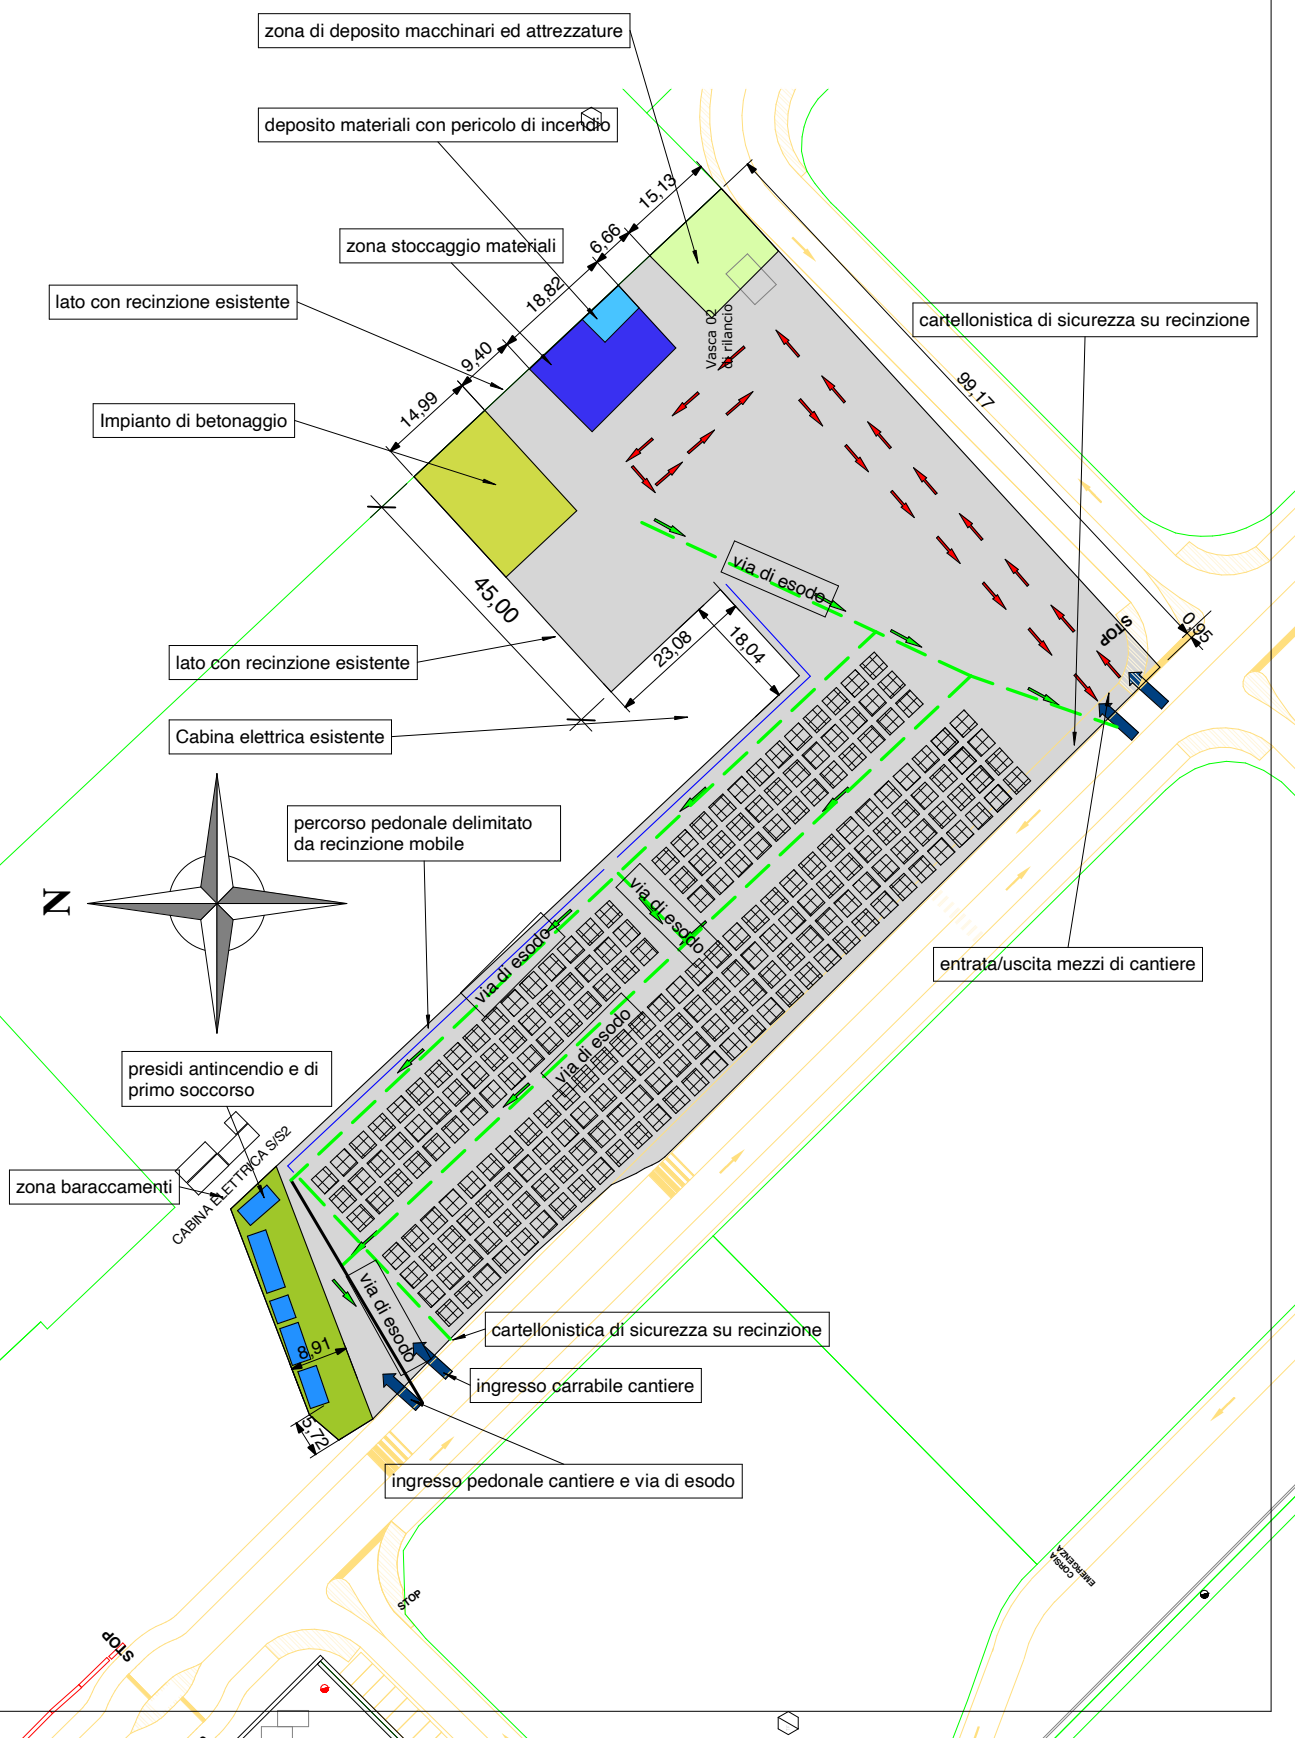 zona di deposito macchinari ed attrezzature
deposito materiali con pericolo di incendio
15,13
6,66
zona stoccaggio materiali
18,82
lato con recinzione esistente
Vasca 02
di rilancio
cartellonistica di sicurezza su recinzione
9,40
99,17
14,99
Impianto di betonaggio
via di esodo
45,00
STOP
0,95
18,04
23,08
lato con recinzione esistente
Cabina elettrica esistente
percorso pedonale delimitato
da recinzione mobile
N
via di esodo
via di esodo
entrata/uscita mezzi di cantiere
via di esodo
presidi antincendio e di
primo soccorso
CABINA ELETTRICA S/S2
zona baraccamenti
via di esodo
cartellonistica di sicurezza su recinzione
8,91
ingresso carrabile cantiere
5,72
ingresso pedonale cantiere e via di esodo
CORSIA
EMERGENZA
STOP
STOP